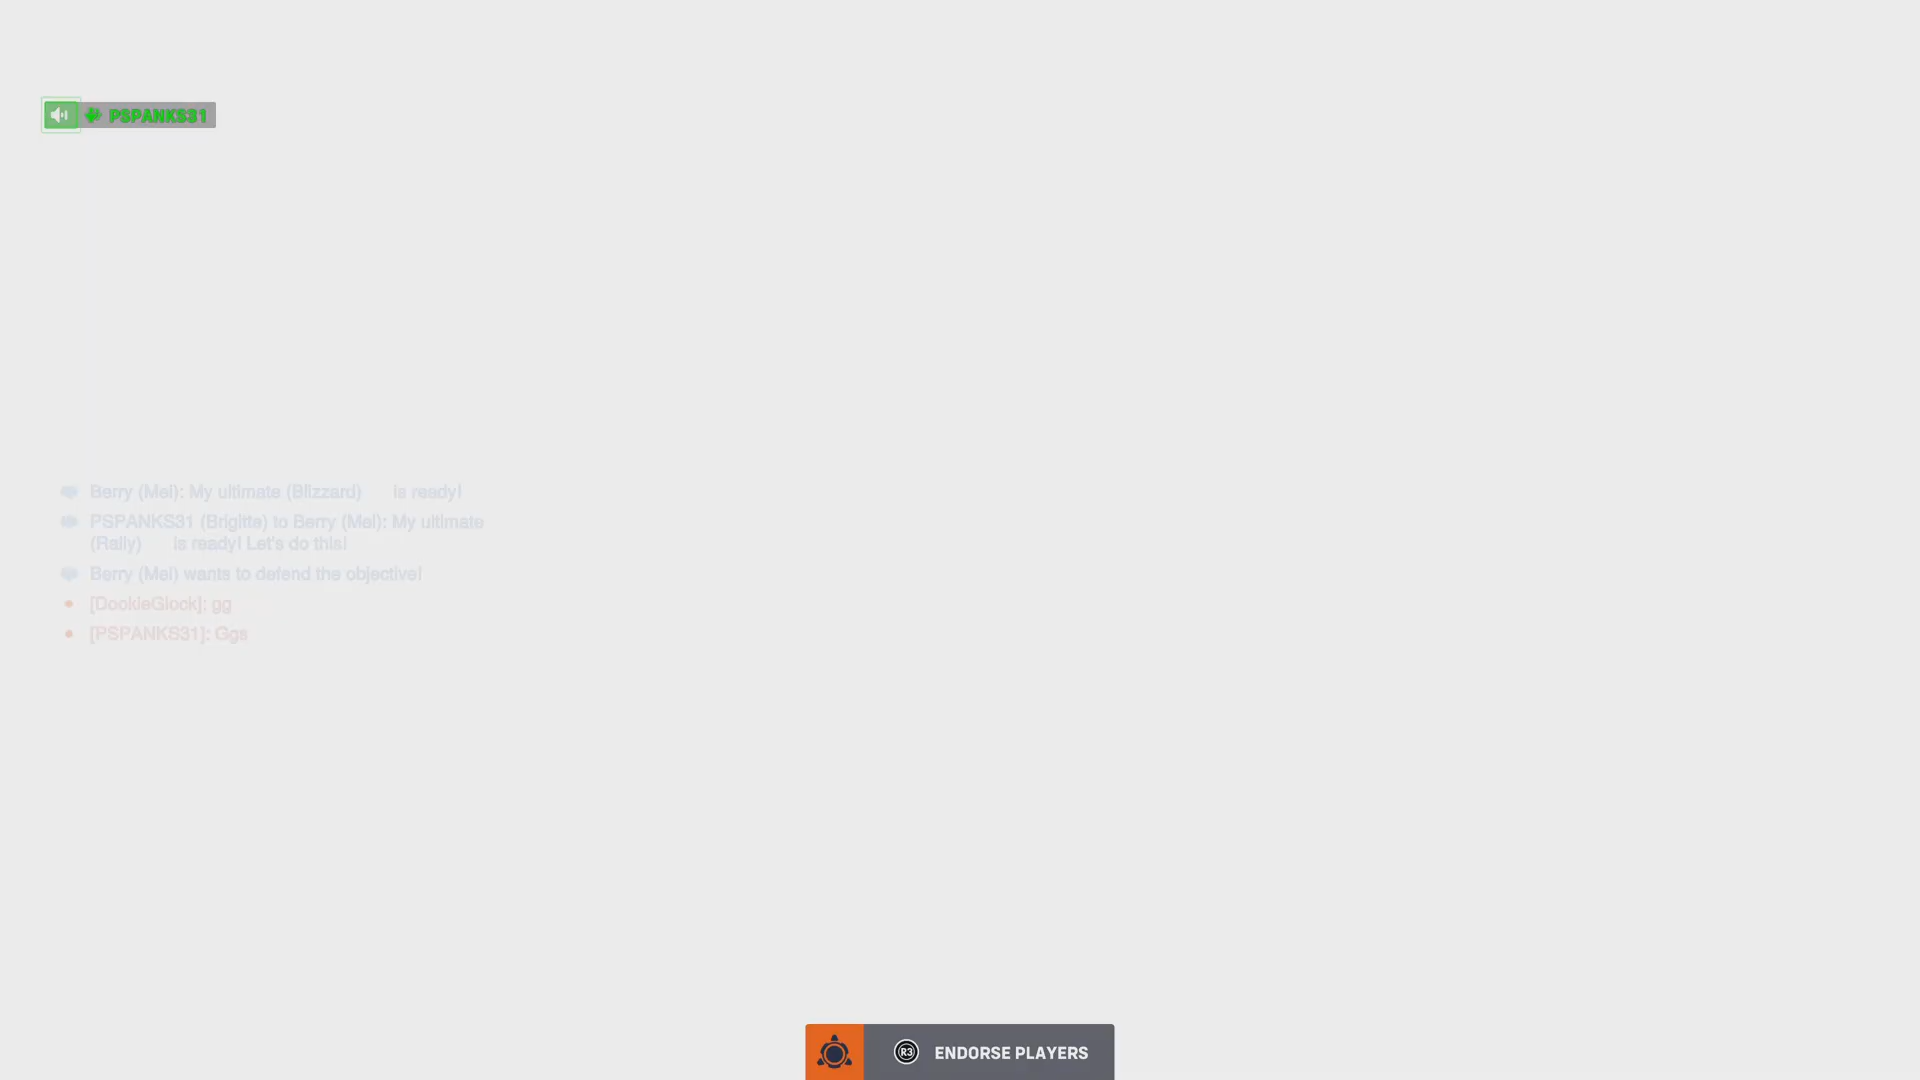 PSPANKS31
Berry (Mei): My ultimate (Blizzard) is ready!
PSPANKS31 (Brigitte) to Berry (Mei): My ultimate
(Rally) is ready! Let's do this!
Berry (Mei) wants to defend the objective!
[DookieGlock]: gg
[PSPANKS31]: Ggs
R3 ENDORSE PLAYERS